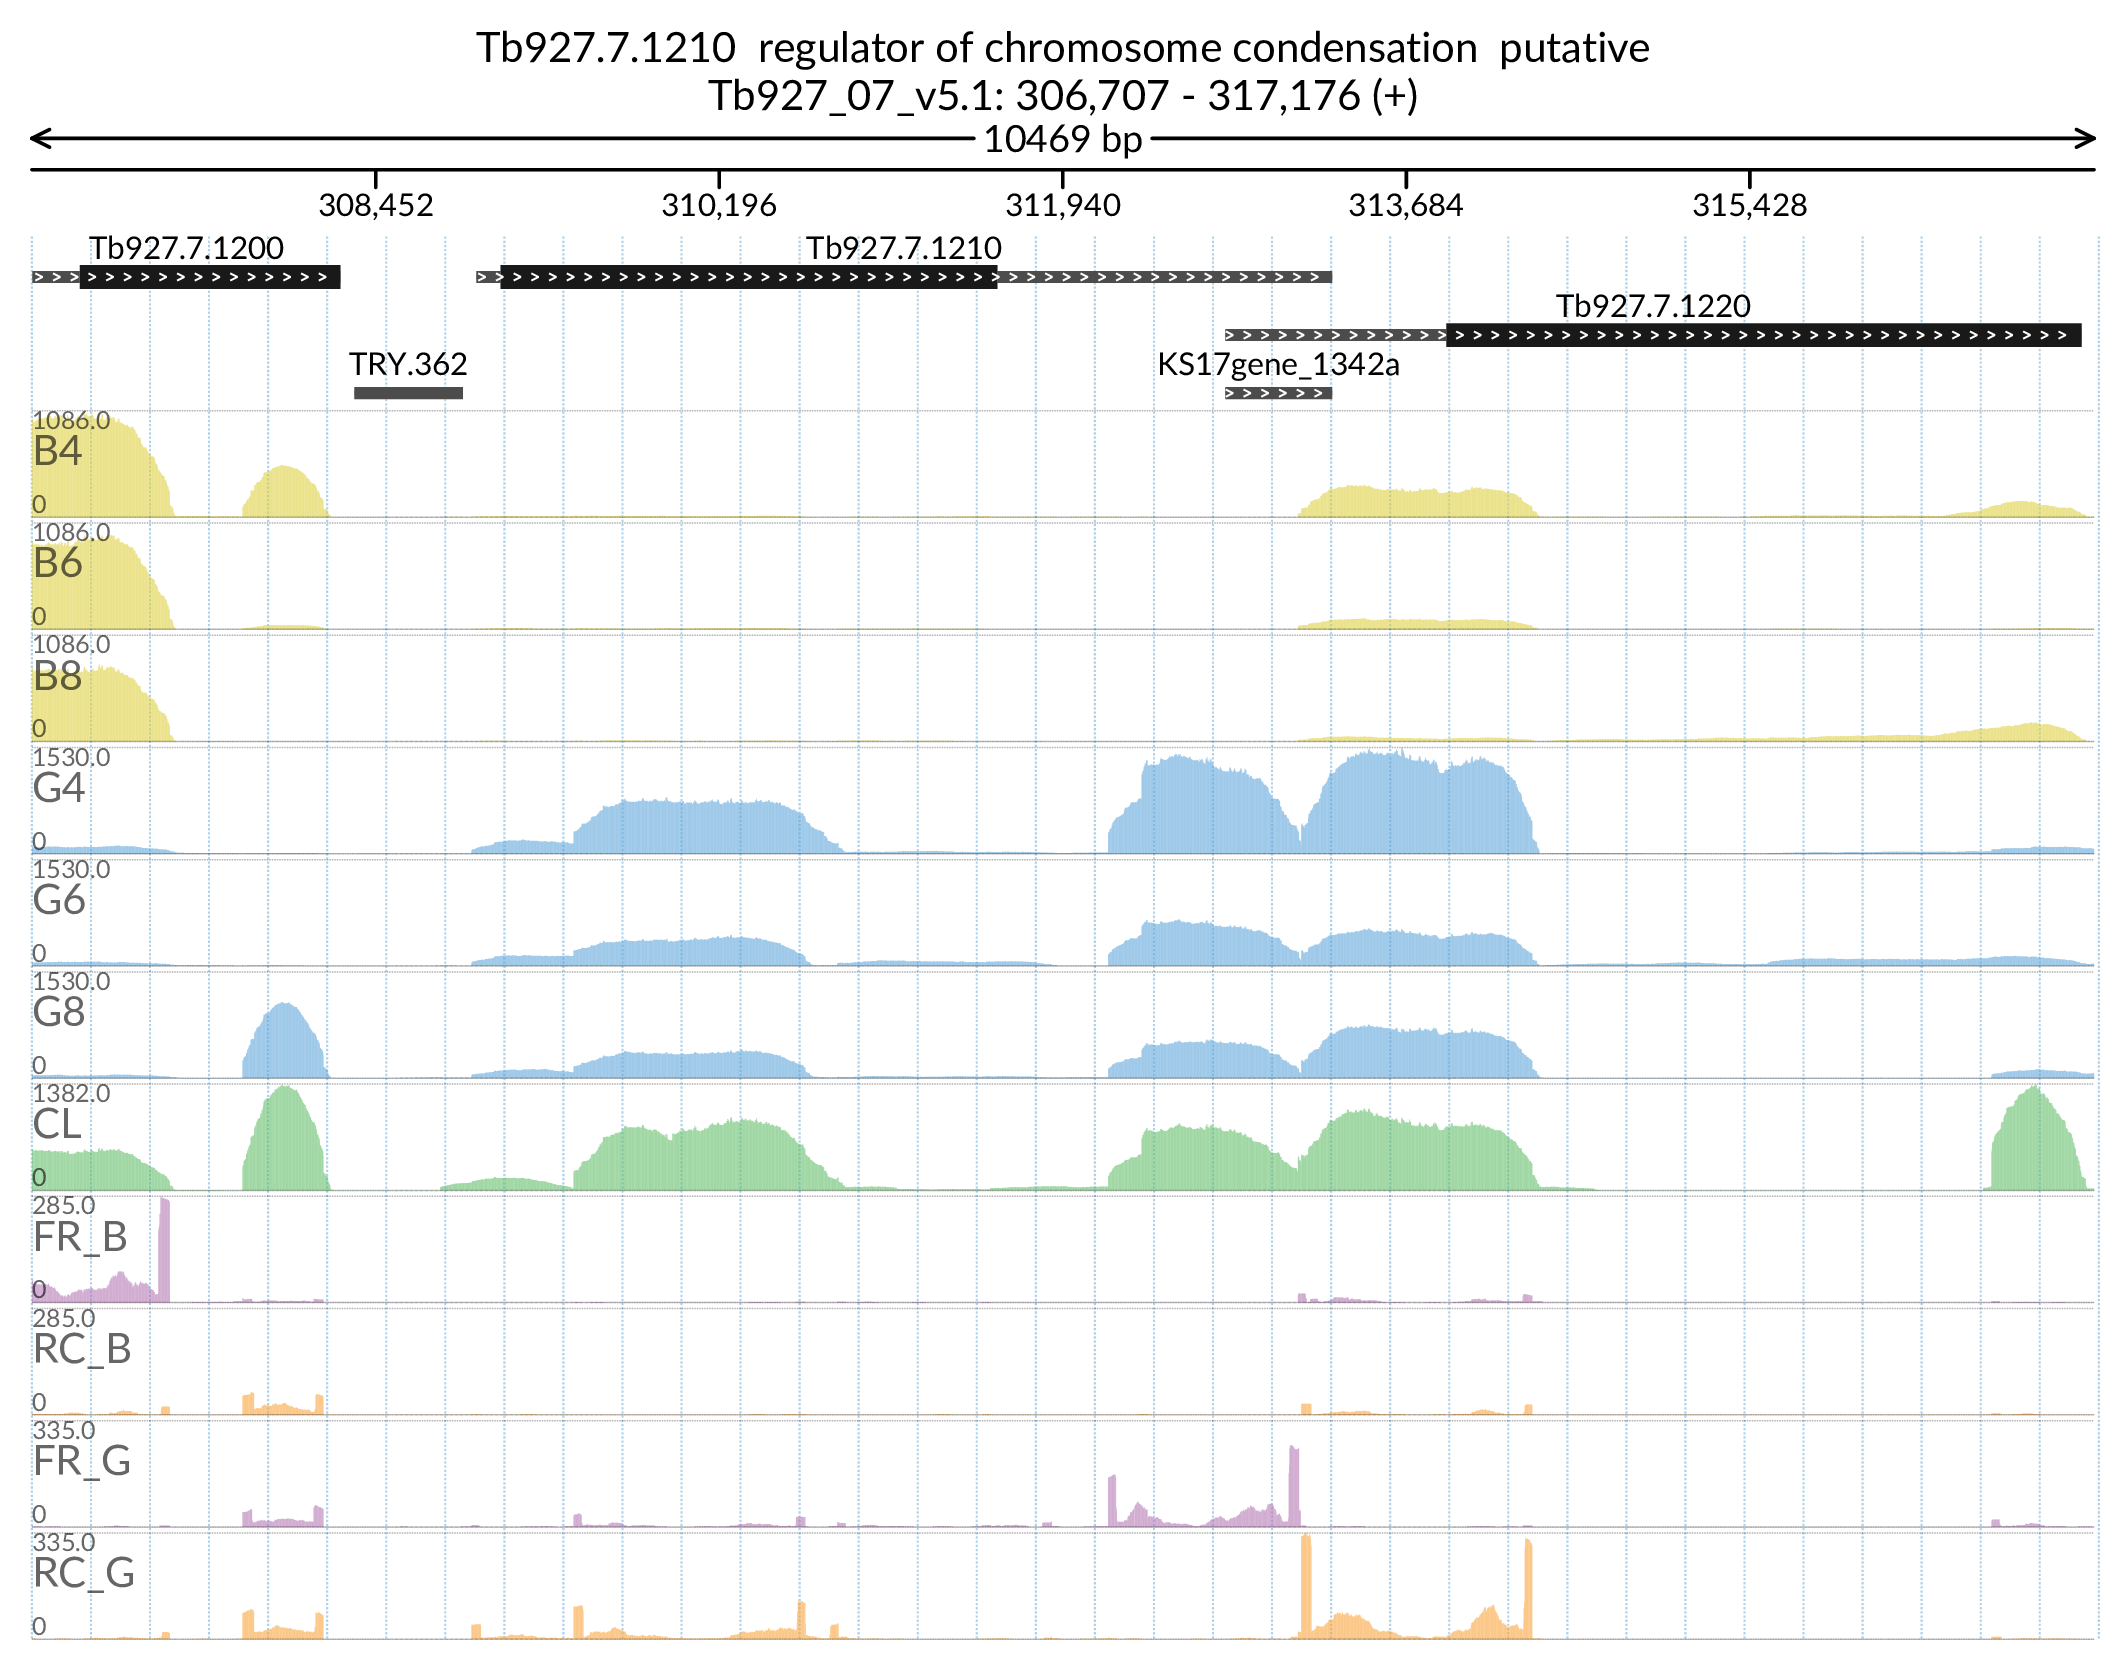 Tb927.7.1210  regulator of chromosome condensation  putative
Tb927_07_v5.1: 306,707 - 317,176 (+)
10469 bp
308,452 310,196 311,940 313,684 315,428
Tb927.7.1200 Tb927.7.1210
Tb927.7.1220
TRY.362 KS17gene_1342a
1086.0
B4
0
1086.0
B6
0
1086.0
B8
0
1530.0
G4
0
1530.0
G6
0
1530.0
G8
0
1382.0
CL
0
285.0
FR_B
0
285.0
RC_B
0
335.0
FR_G
0
335.0
RC_G
0